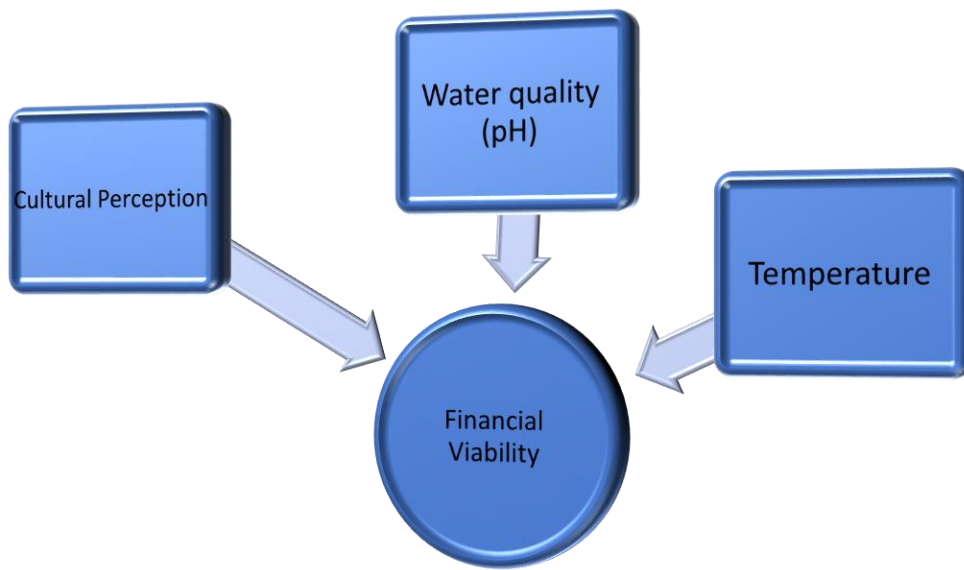 Cultural Perception
Water quality
(pH)
Temperature
Financial
Viability